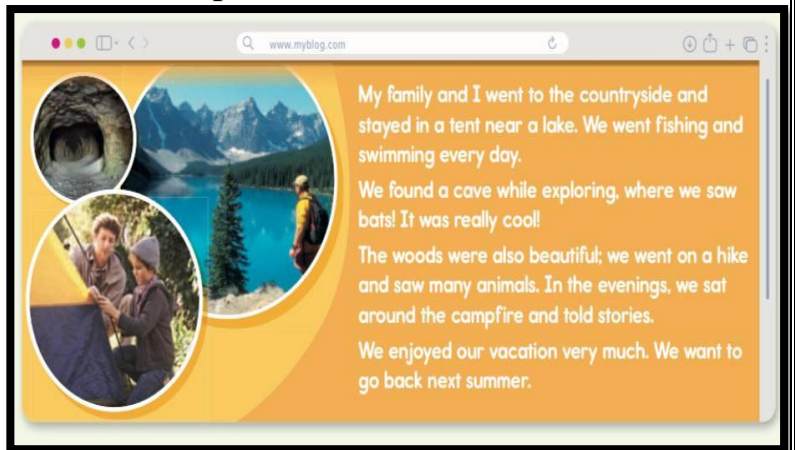 www.myblog.com
My family and I went to the countryside and
stayed in a tent near a lake. We went fishing and
swimming every day.
We found a cave while exploring, where we saw
bats! It was really cool!
The woods were also beautiful; we went on a hike
and saw many animals. In the evenings, we sat
around the campfire and told stories.
We enjoyed our vacation very much. We want to
go back next summer.